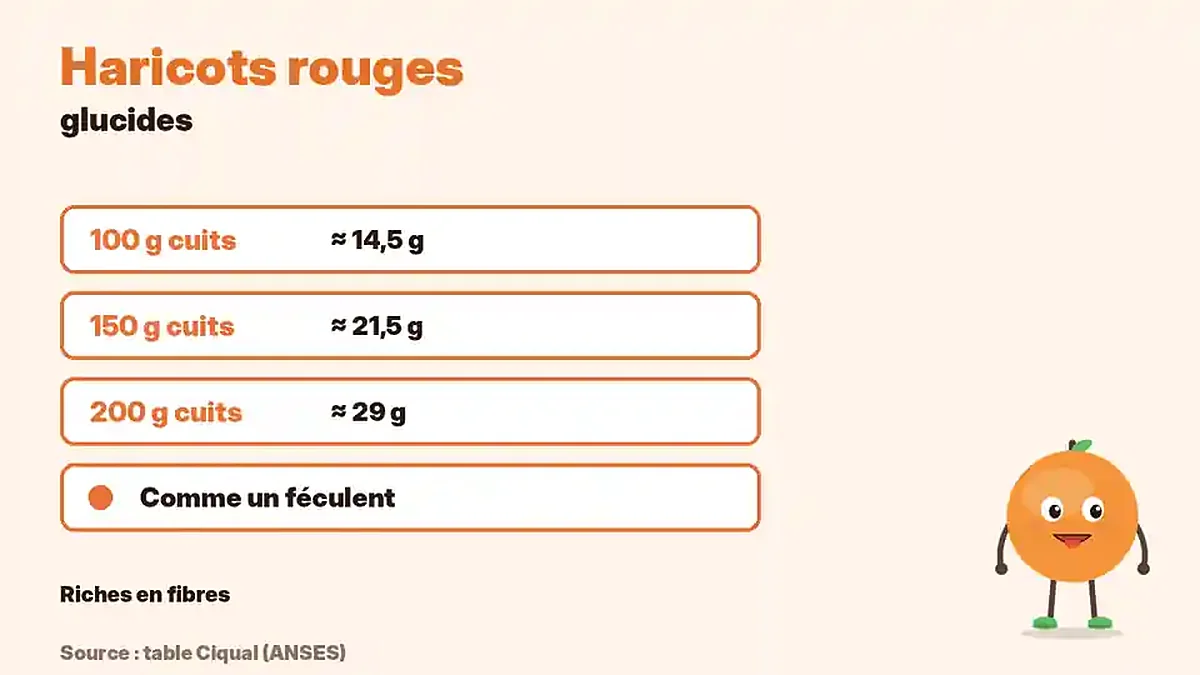 Haricots rouges
glucides
100 g cuits ≈ 14,5 g
150 g cuits ≈ 21,5 g
200 g cuits ≈ 29 g
Comme un féculent
Riches en fibres
Source : table Ciqual (ANSES)